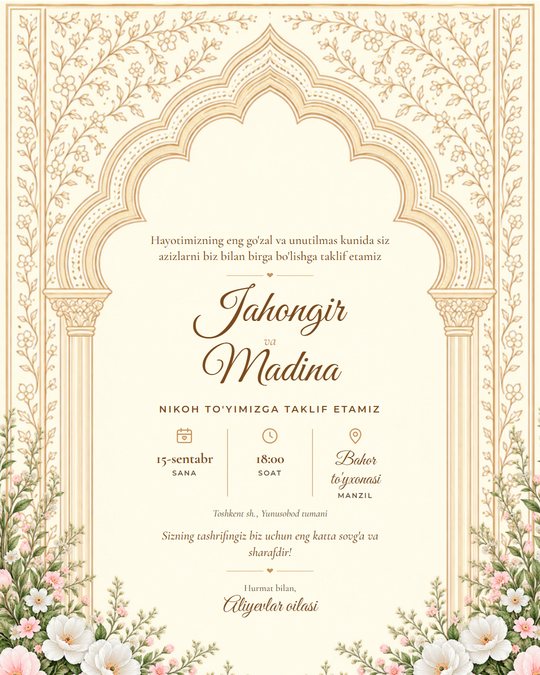 Hayotimizning eng go'zal va unutilmas kunida siz
azizlarni biz bilan birga bo'lishga taklif etamiz
Jahongir
va
Madina
NIKOH TO'YIMIZGA TAKLIF ETAMIZ
15-sentabr
SANA
18:00
SOAT
Bahor
to'yxonasi
MANZIL
Toshkent sh., Yunusobod tumani
Sizning tashrifingiz biz uchun eng katta sovg'a va
sharafdir!
Hurmat bilan,
Aliyevlar oilasi